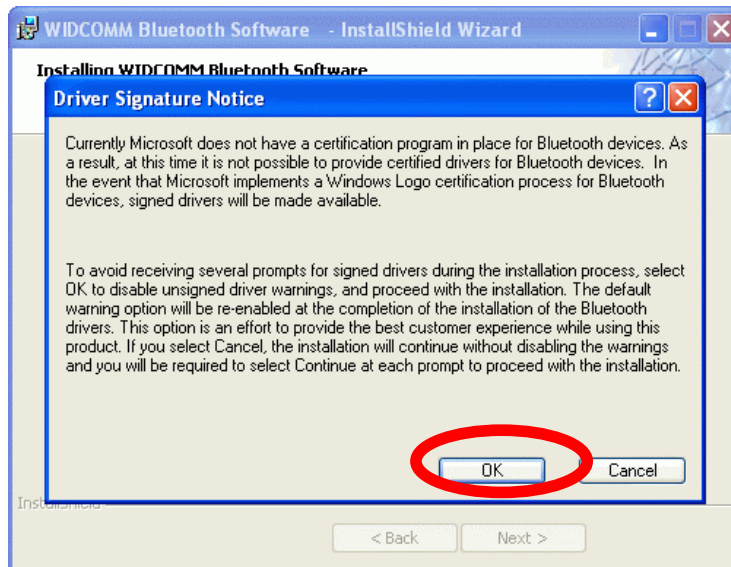 WIDCOMM Bluetooth Software - InstallShield Wizard
Installing WIDCOMM Bluetooth Software
Driver Signature Notice
Currently Microsoft does not have a certification program in place for Bluetooth devices. As
a result, at this time it is not possible to provide certified drivers for Bluetooth devices. In
the event that Microsoft implements a Windows Logo certification process for Bluetooth
devices, signed drivers will be made available.
To avoid receiving several prompts for signed drivers during the installation process, select
OK to disable unsigned driver warnings, and proceed with the installation. The default
warning option will be re-enabled at the completion of the installation of the Bluetooth
drivers. This option is an effort to provide the best customer experience while using this
product. If you select Cancel, the installation will continue without disabling the warnings
and you will be required to select Continue at each prompt to proceed with the installation.
OK Cancel
InstallShield
< Back Next >